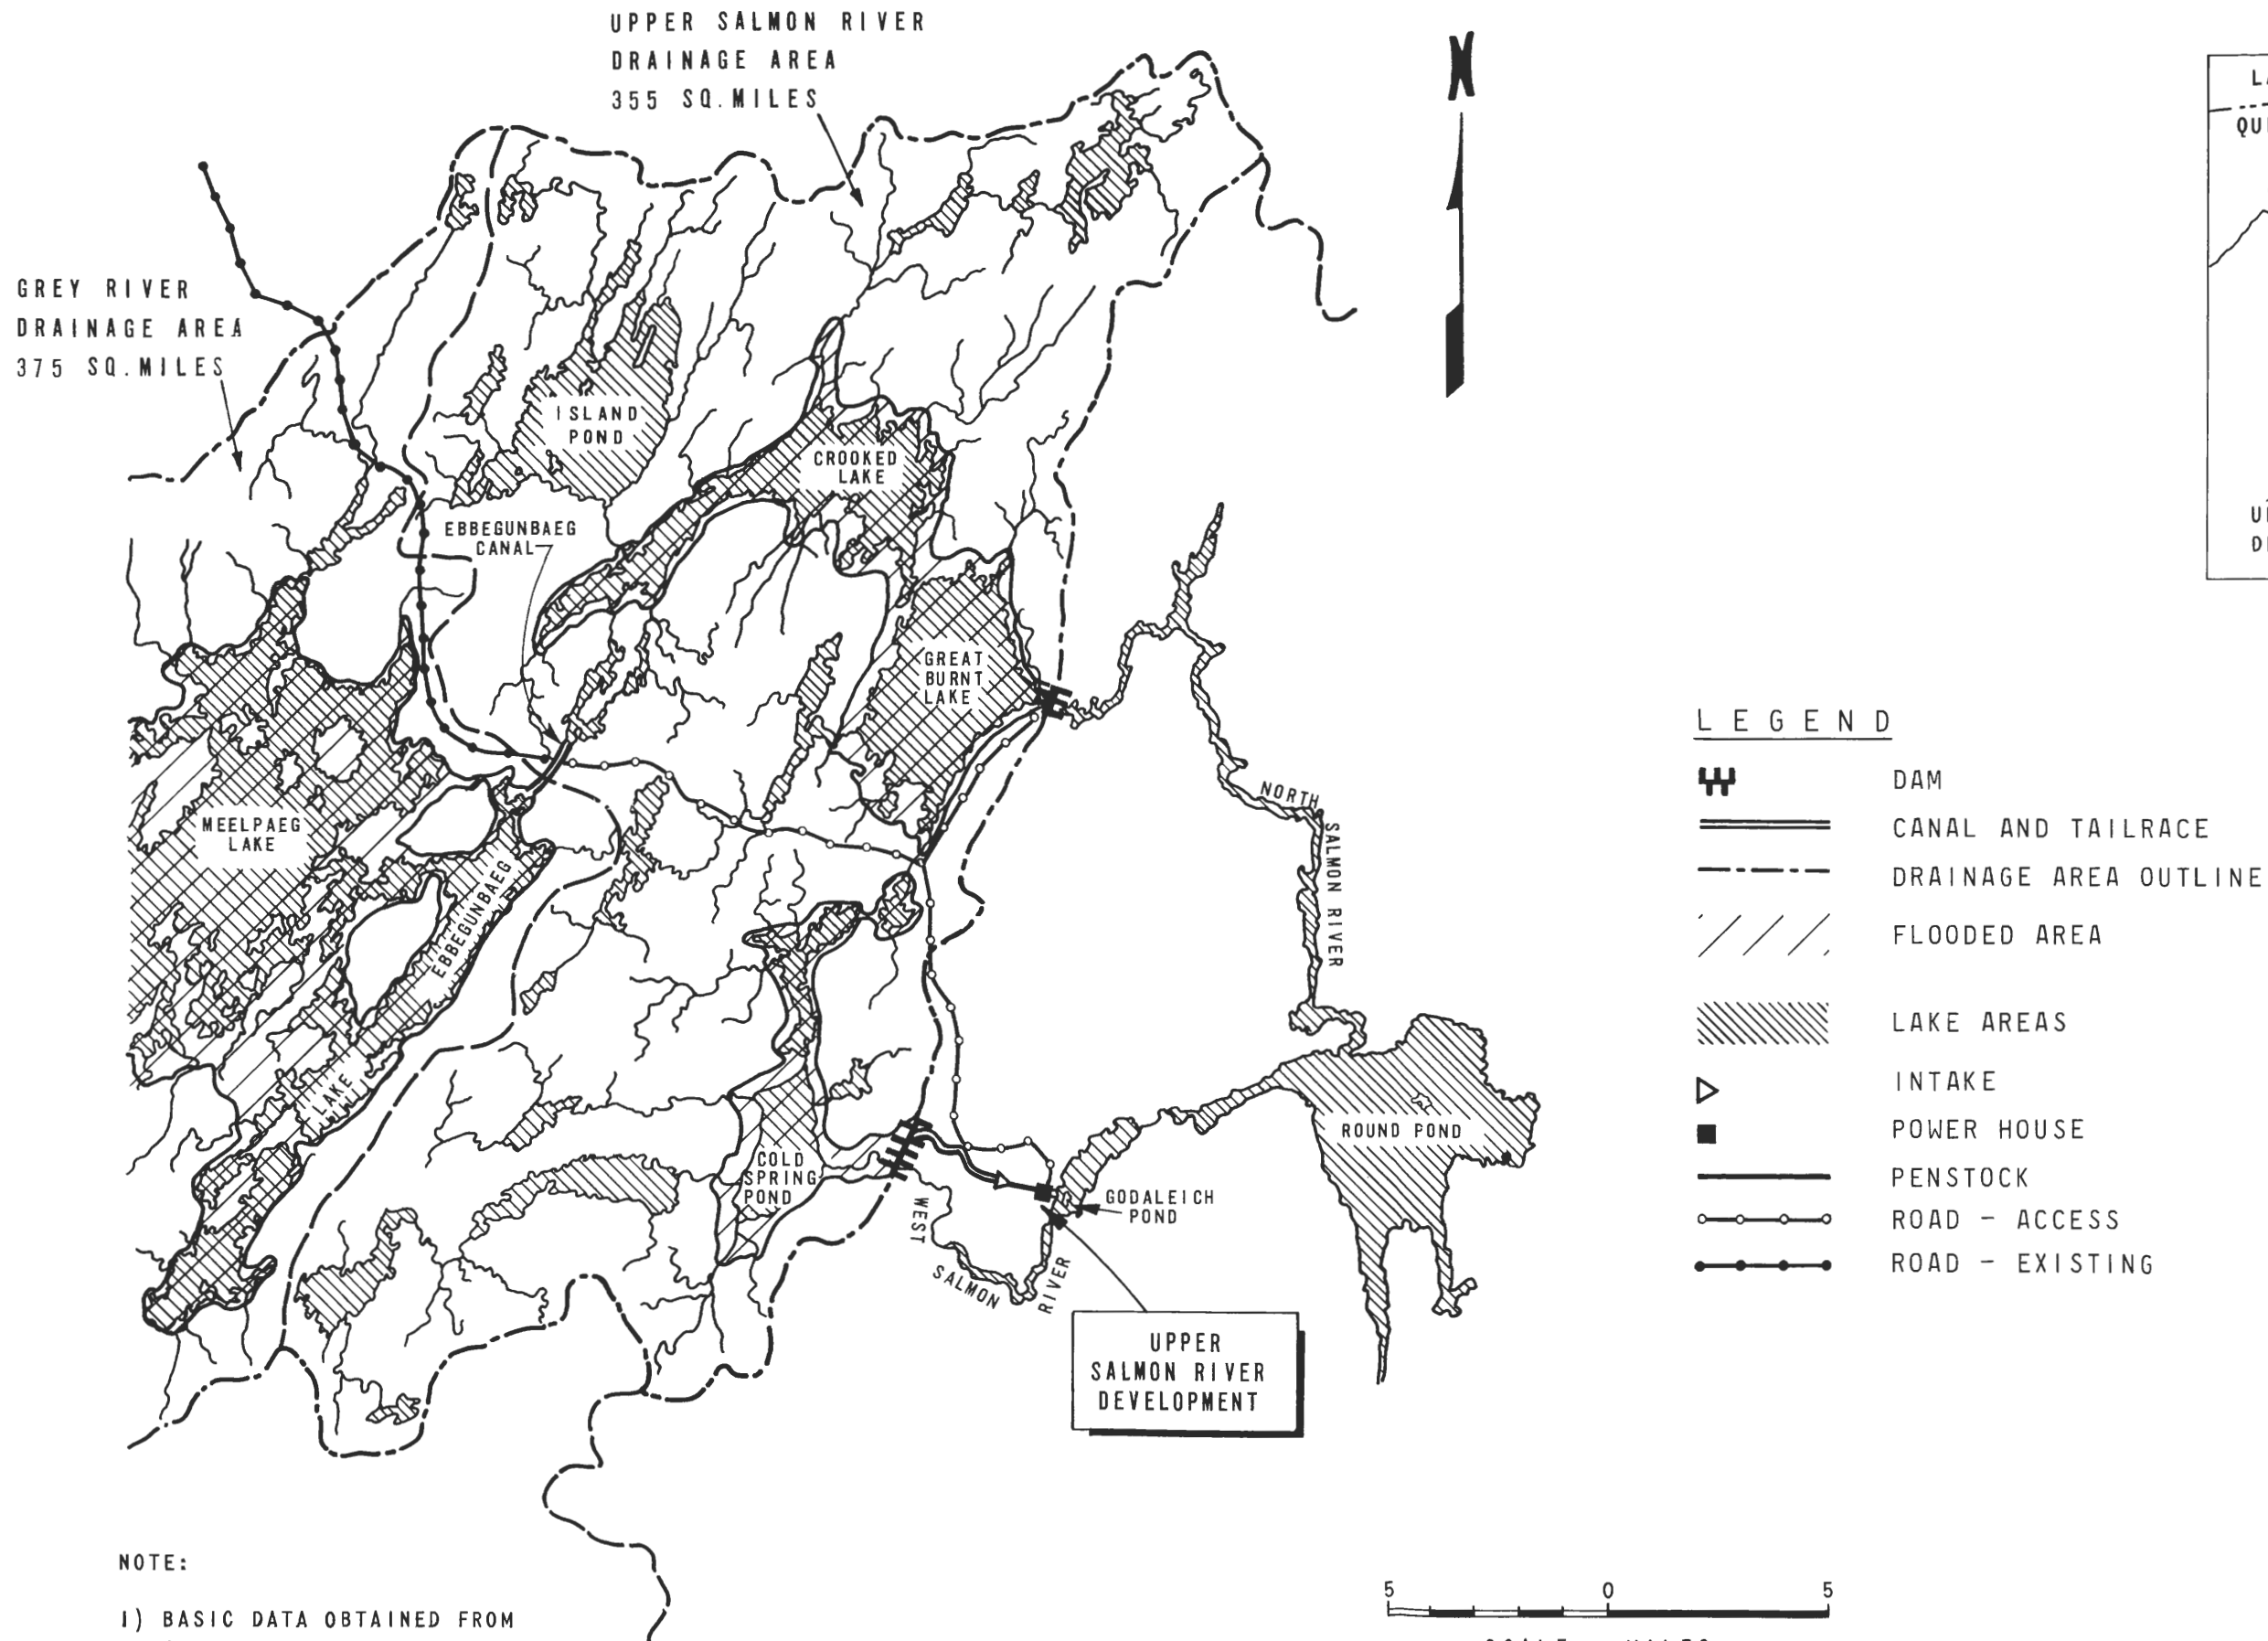 UPPER SALMON RIVER
DRAINAGE AREA
355 SQ.MILES
N
GREY RIVER
DRAINAGE AREA
375 SQ.MILES
ISLAND
POND
CROOKED
LAKE
EBBEGUNBAEG
CANAL
GREAT
BURNT
LAKE
MEELPAEG
LAKE
EBBEGUNBAEG
LAKE
NORTH
SALMON RIVER
ROUND POND
COLD
SPRING
POND
WEST
SALMON
RIVER
GODALEICH
POND
UPPER
SALMON RIVER
DEVELOPMENT
LEGEND
DAM
CANAL AND TAILRACE
DRAINAGE AREA OUTLINE
FLOODED AREA
LAKE AREAS
INTAKE
POWER HOUSE
PENSTOCK
ROAD - ACCESS
ROAD - EXISTING
NOTE:
1) BASIC DATA OBTAINED FROM
5 0 5